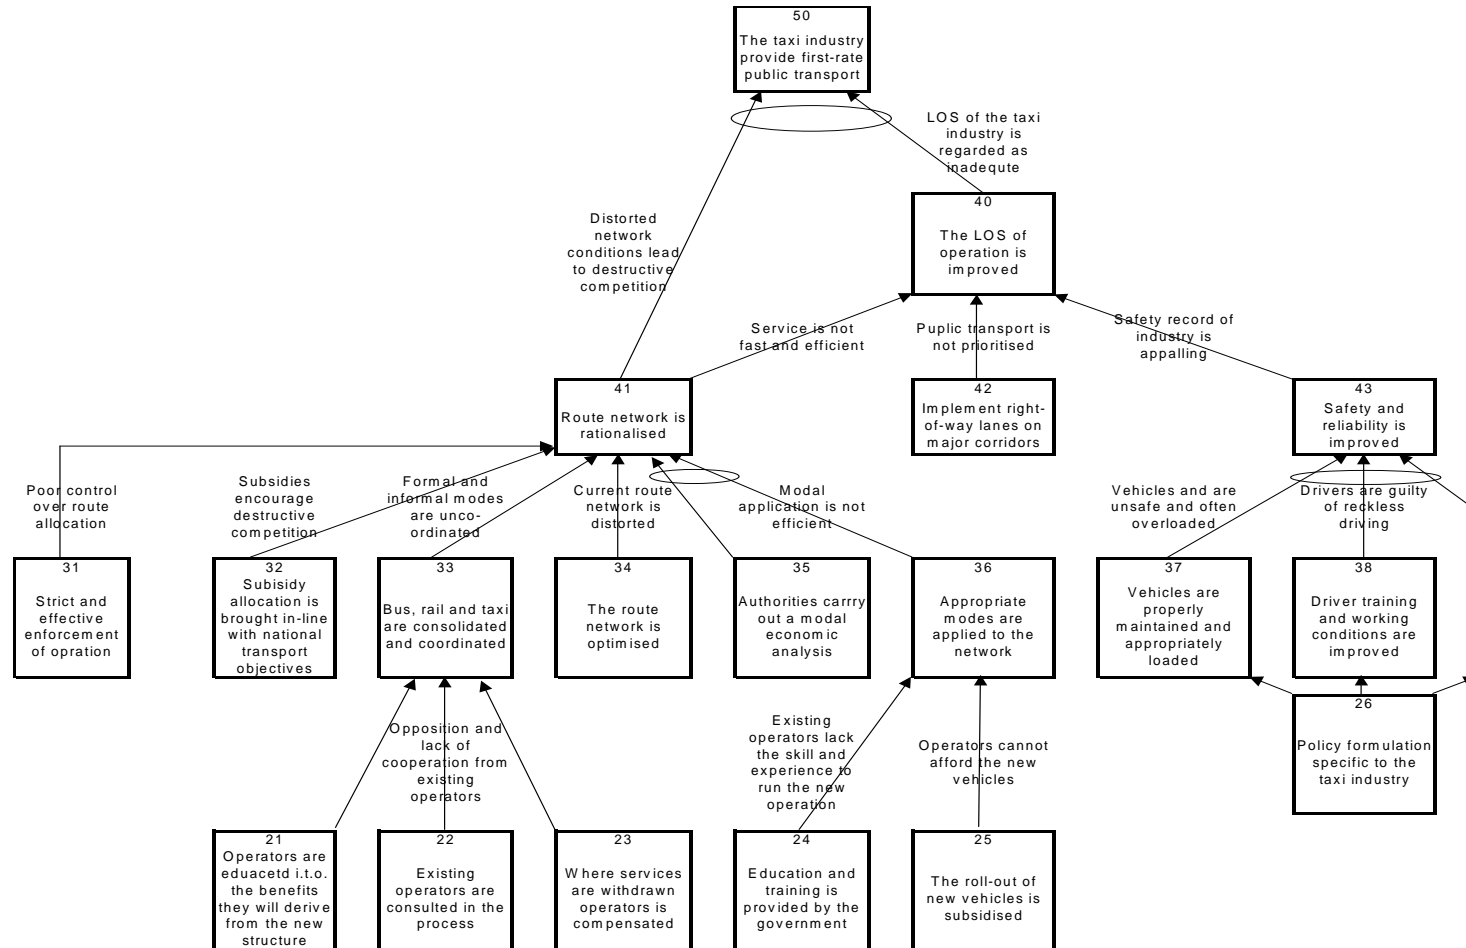 50
The taxi industry
provide first-rate
public transport
LOS of the taxi
industry is
regarded as
inadequte
40
The LOS of
operation is
improved
Distorted
network
conditions lead
to destructive
competition
Service is not
fast and efficient
Puplic transport is
not prioritised
Safety record of
industry is
appalling
41
Route network is
rationalised
42
Implement right-
of-way lanes on
major corridors
43
Safety and
reliability is
improved
Poor control
over route
allocation
Subsidies
encourage
destructive
competition
Formal and
informal modes
are unco-
ordinated
Current route
network is
distorted
Modal
application is not
efficient
Vehicles and are
unsafe and often
overloaded
Drivers are guilty
of reckless
driving
31
Strict and
effective
enforcement
of opration
32
Subisidy
allocation is
brought in-line
with national
transport
objectives
33
Bus, rail and taxi
are consolidated
and coordinated
34
The route
network is
optimised
35
Authorities carrry
out a modal
economic
analysis
36
Appropriate
modes are
applied to the
network
37
Vehicles are
properly
maintained and
appropriately
loaded
38
Driver training
and working
conditions are
improved
26
Policy formulation
specific to the
taxi industry
Opposition and
lack of
cooperation from
existing
operators
Existing
operators lack
the skill and
experience to
run the new
operation
Operators cannot
afford the new
vehicles
21
Operators are
eduacetd i.t.o.
the benefits
they will derive
from the new
structure
22
Existing
operators are
consulted in the
process
23
Where services
are withdrawn
operators is
compensated
24
Education and
training is
provided by the
government
25
The roll-out of
new vehicles is
subsidised